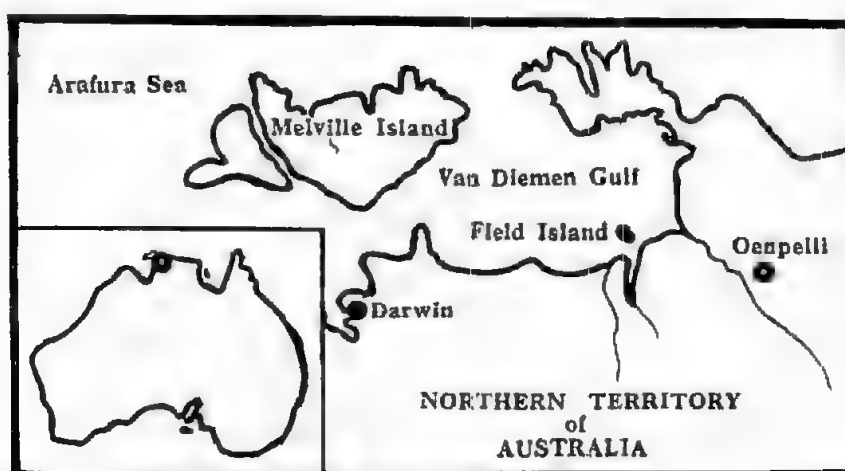 Arafura Sea
Melville Island
Van Diemen Gulf
Field Island
Oenpelli
Darwin
NORTHERN TERRITORY
of
AUSTRALIA